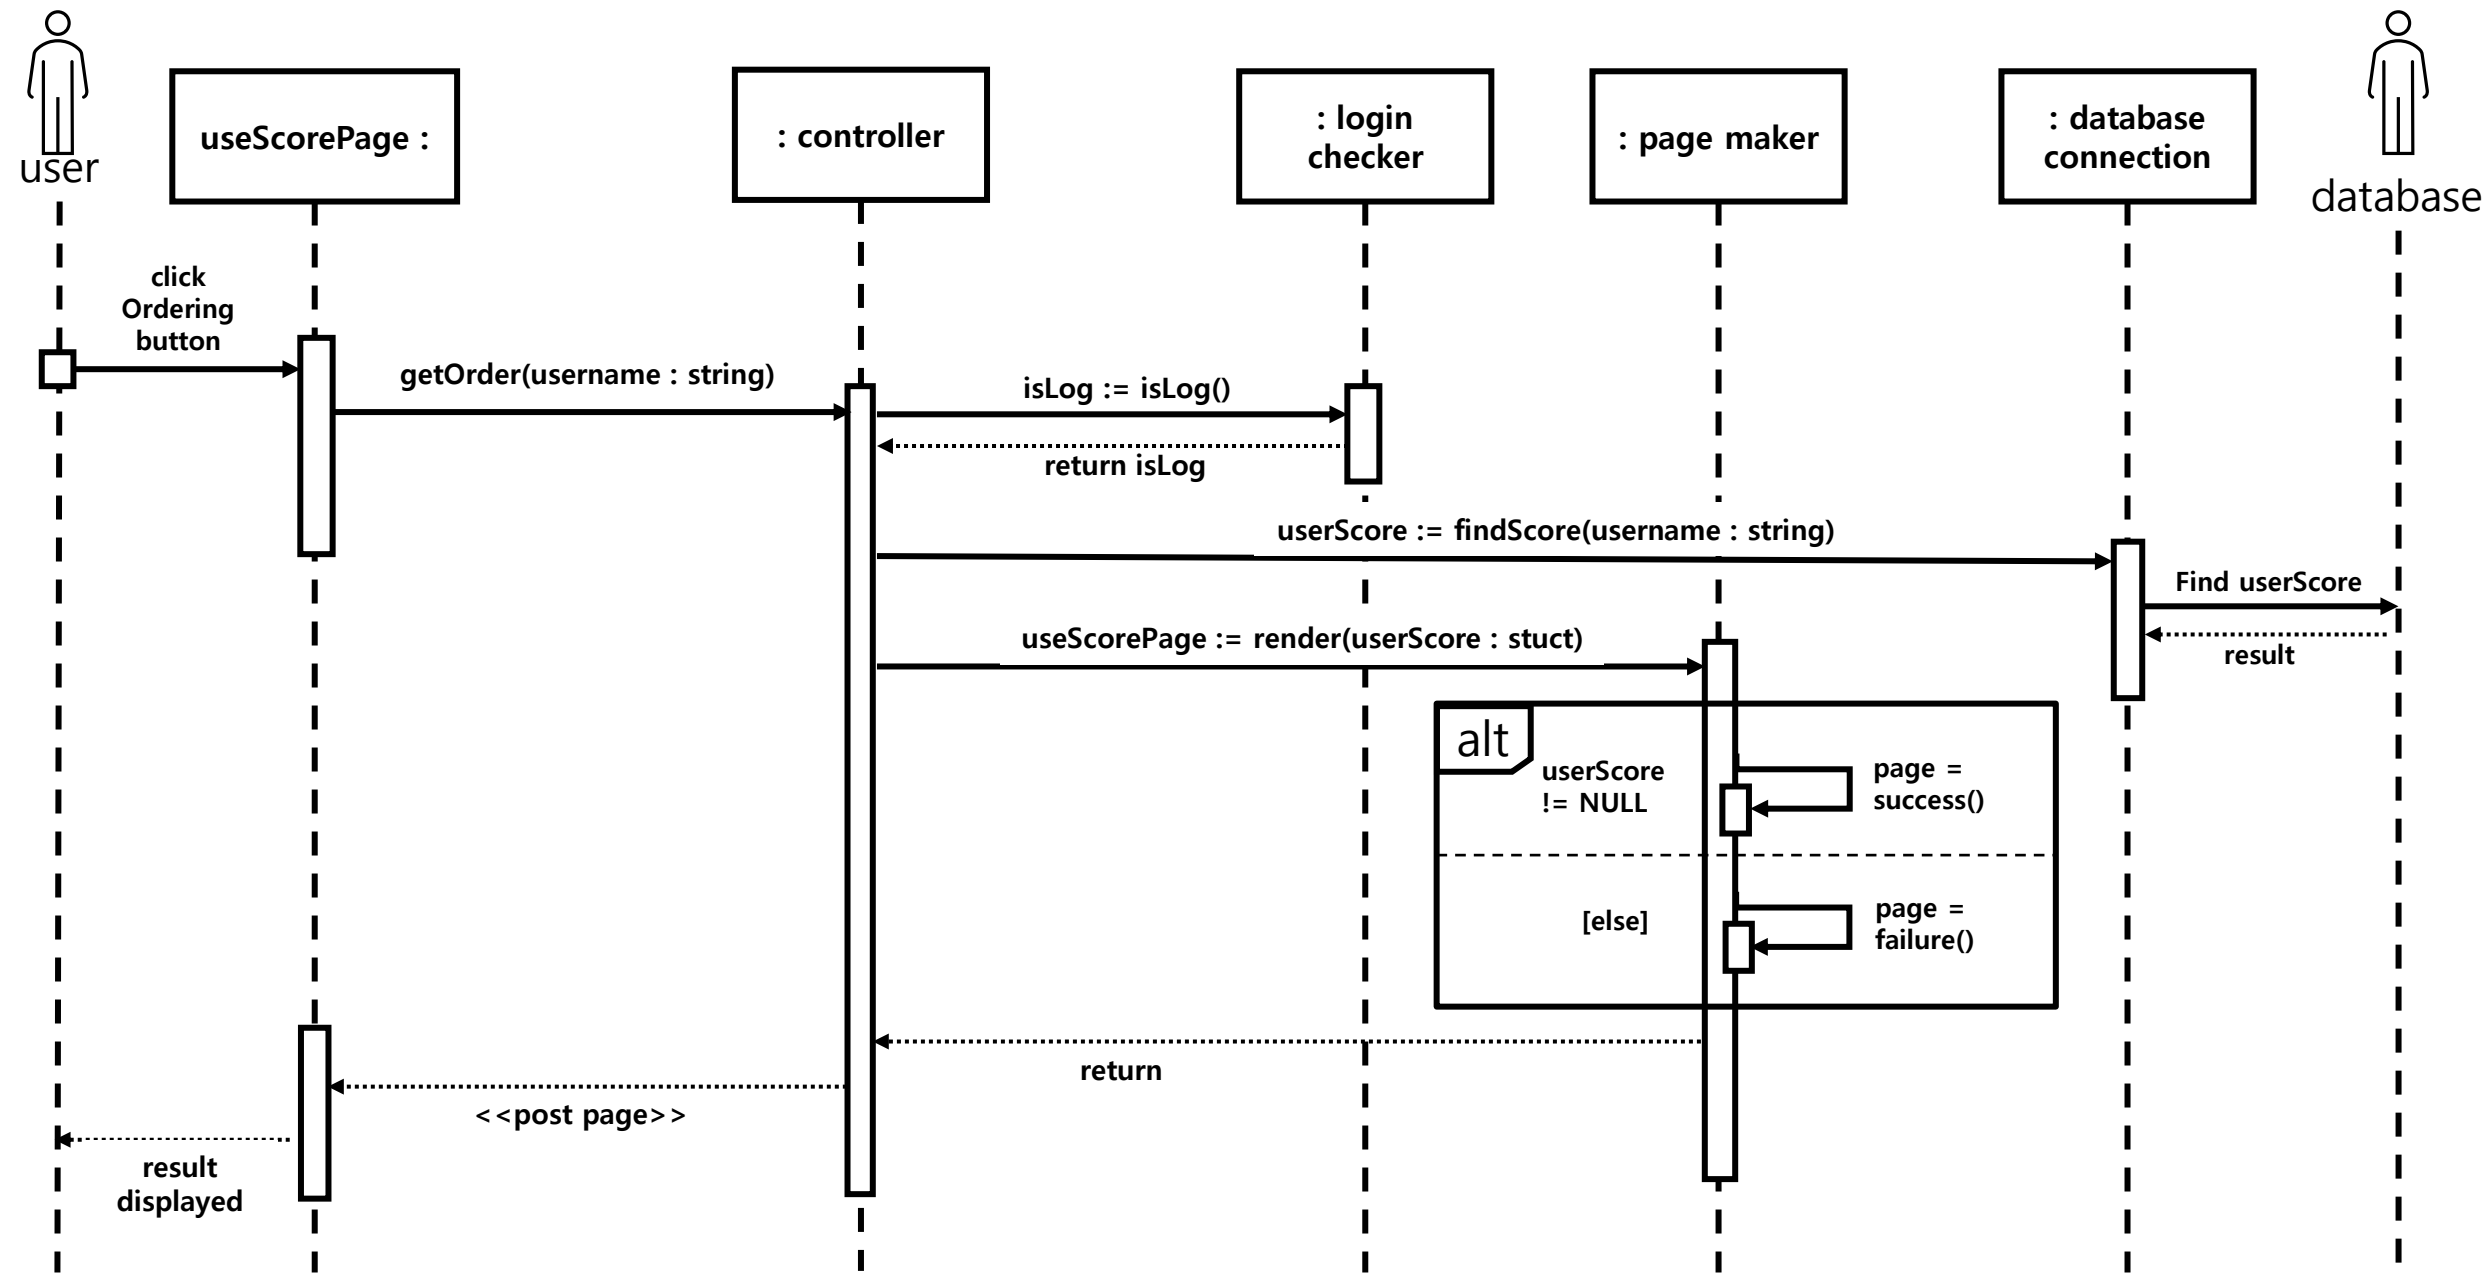 user
useScorePage :
: controller
: login
checker
: page maker
: database
connection
database
click
Ordering
button
getOrder(username : string)
isLog := isLog()
return isLog
userScore := findScore(username : string)
Find userScore
result
useScorePage := render(userScore : stuct)
alt
userScore
!= NULL
page =
success()
[else]
page =
failure()
return
<<post page>>
result
displayed